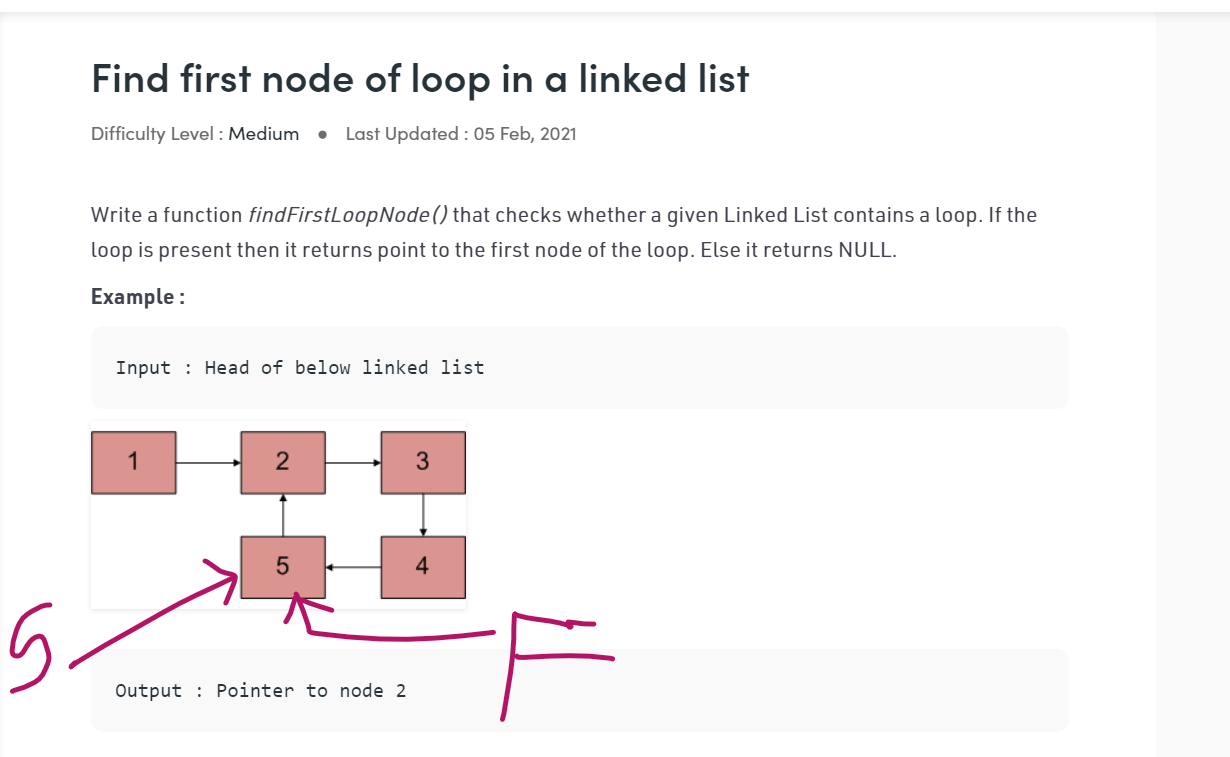 Find first node of loop in a linked list
Difficulty Level : Medium • Last Updated : 05 Feb, 2021
Write a function findFirstLoopNode() that checks whether a given Linked List contains a loop. If the
loop is present then it returns point to the first node of the loop. Else it returns NULL.
Example :
Input : Head of below linked list
1 2 3
5 4
S F
Output : Pointer to node 2